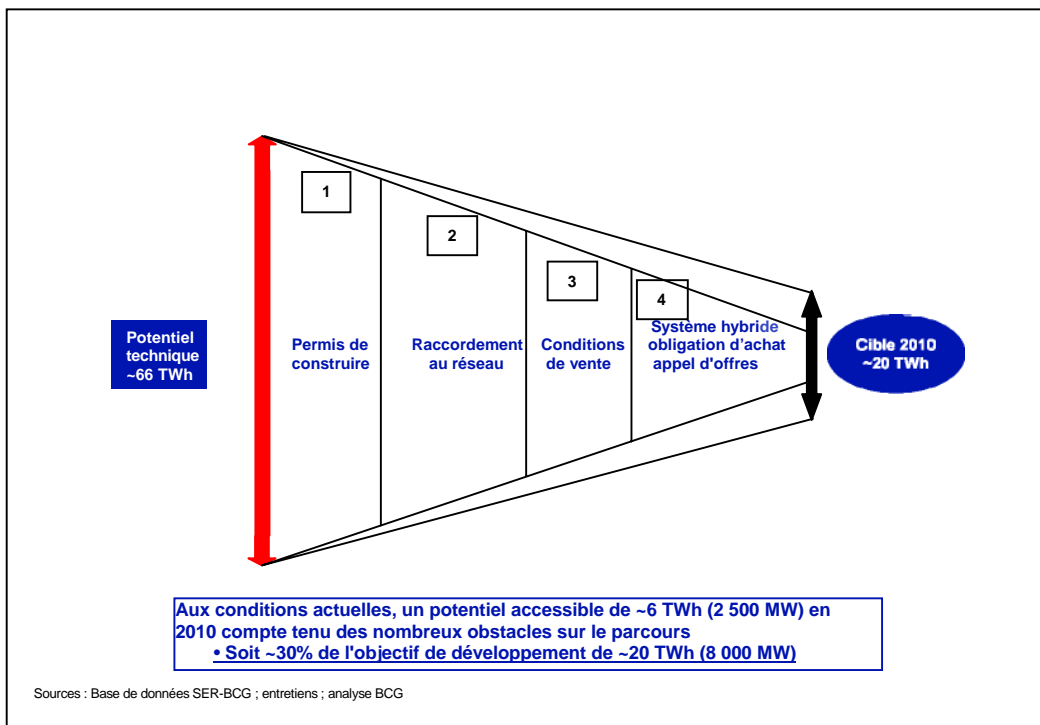 1
2
3
4
Potentiel
technique
~66 TWh
Permis de
construire
Raccordement
au réseau
Conditions
de vente
Système hybride
obligation d'achat
appel d'offres
Cible 2010
~20 TWh
Aux conditions actuelles, un potentiel accessible de ~6 TWh (2 500 MW) en
2010 compte tenu des nombreux obstacles sur le parcours
• Soit ~30% de l'objectif de développement de ~20 TWh (8 000 MW)
Sources : Base de données SER-BCG ; entretiens ; analyse BCG